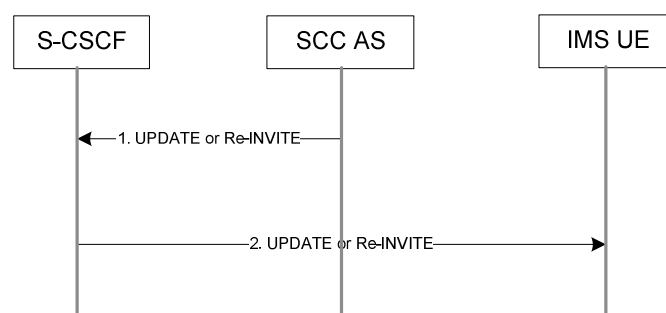 S-CSCF
SCC AS
IMS UE
1. UPDATE or Re-INVITE
2. UPDATE or Re-INVITE